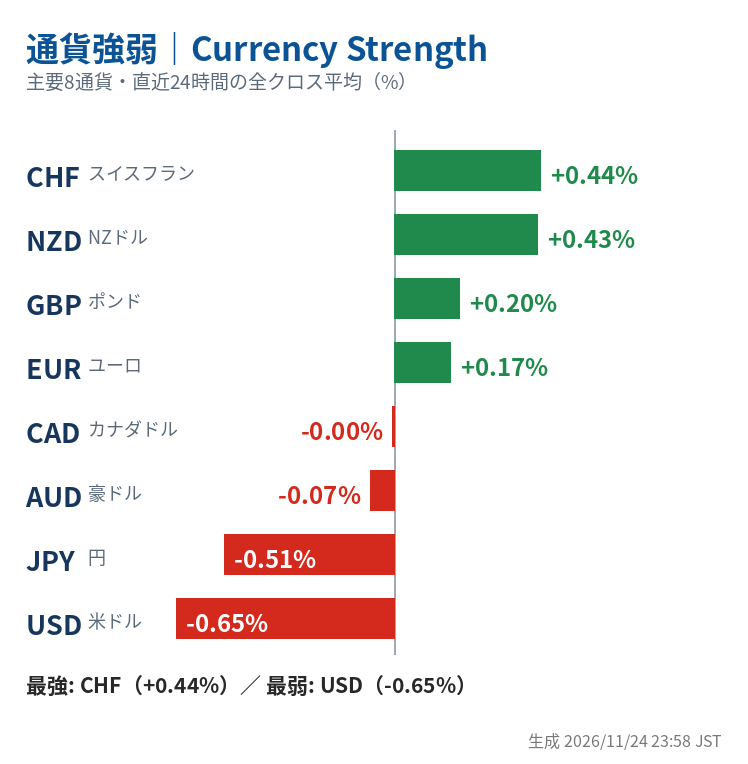 通貨強弱｜Currency Strength
主要8通貨・直近24時間の全クロス平均（%）
CHF スイスフラン +0.44%
NZD NZドル +0.43%
GBP ポンド +0.20%
EUR ユーロ +0.17%
CAD カナダドル -0.00%
AUD 豪ドル -0.07%
JPY 円 -0.51%
USD 米ドル -0.65%
最強: CHF（+0.44%）／ 最弱: USD（-0.65%）
生成 2026/11/24 23:58 JST